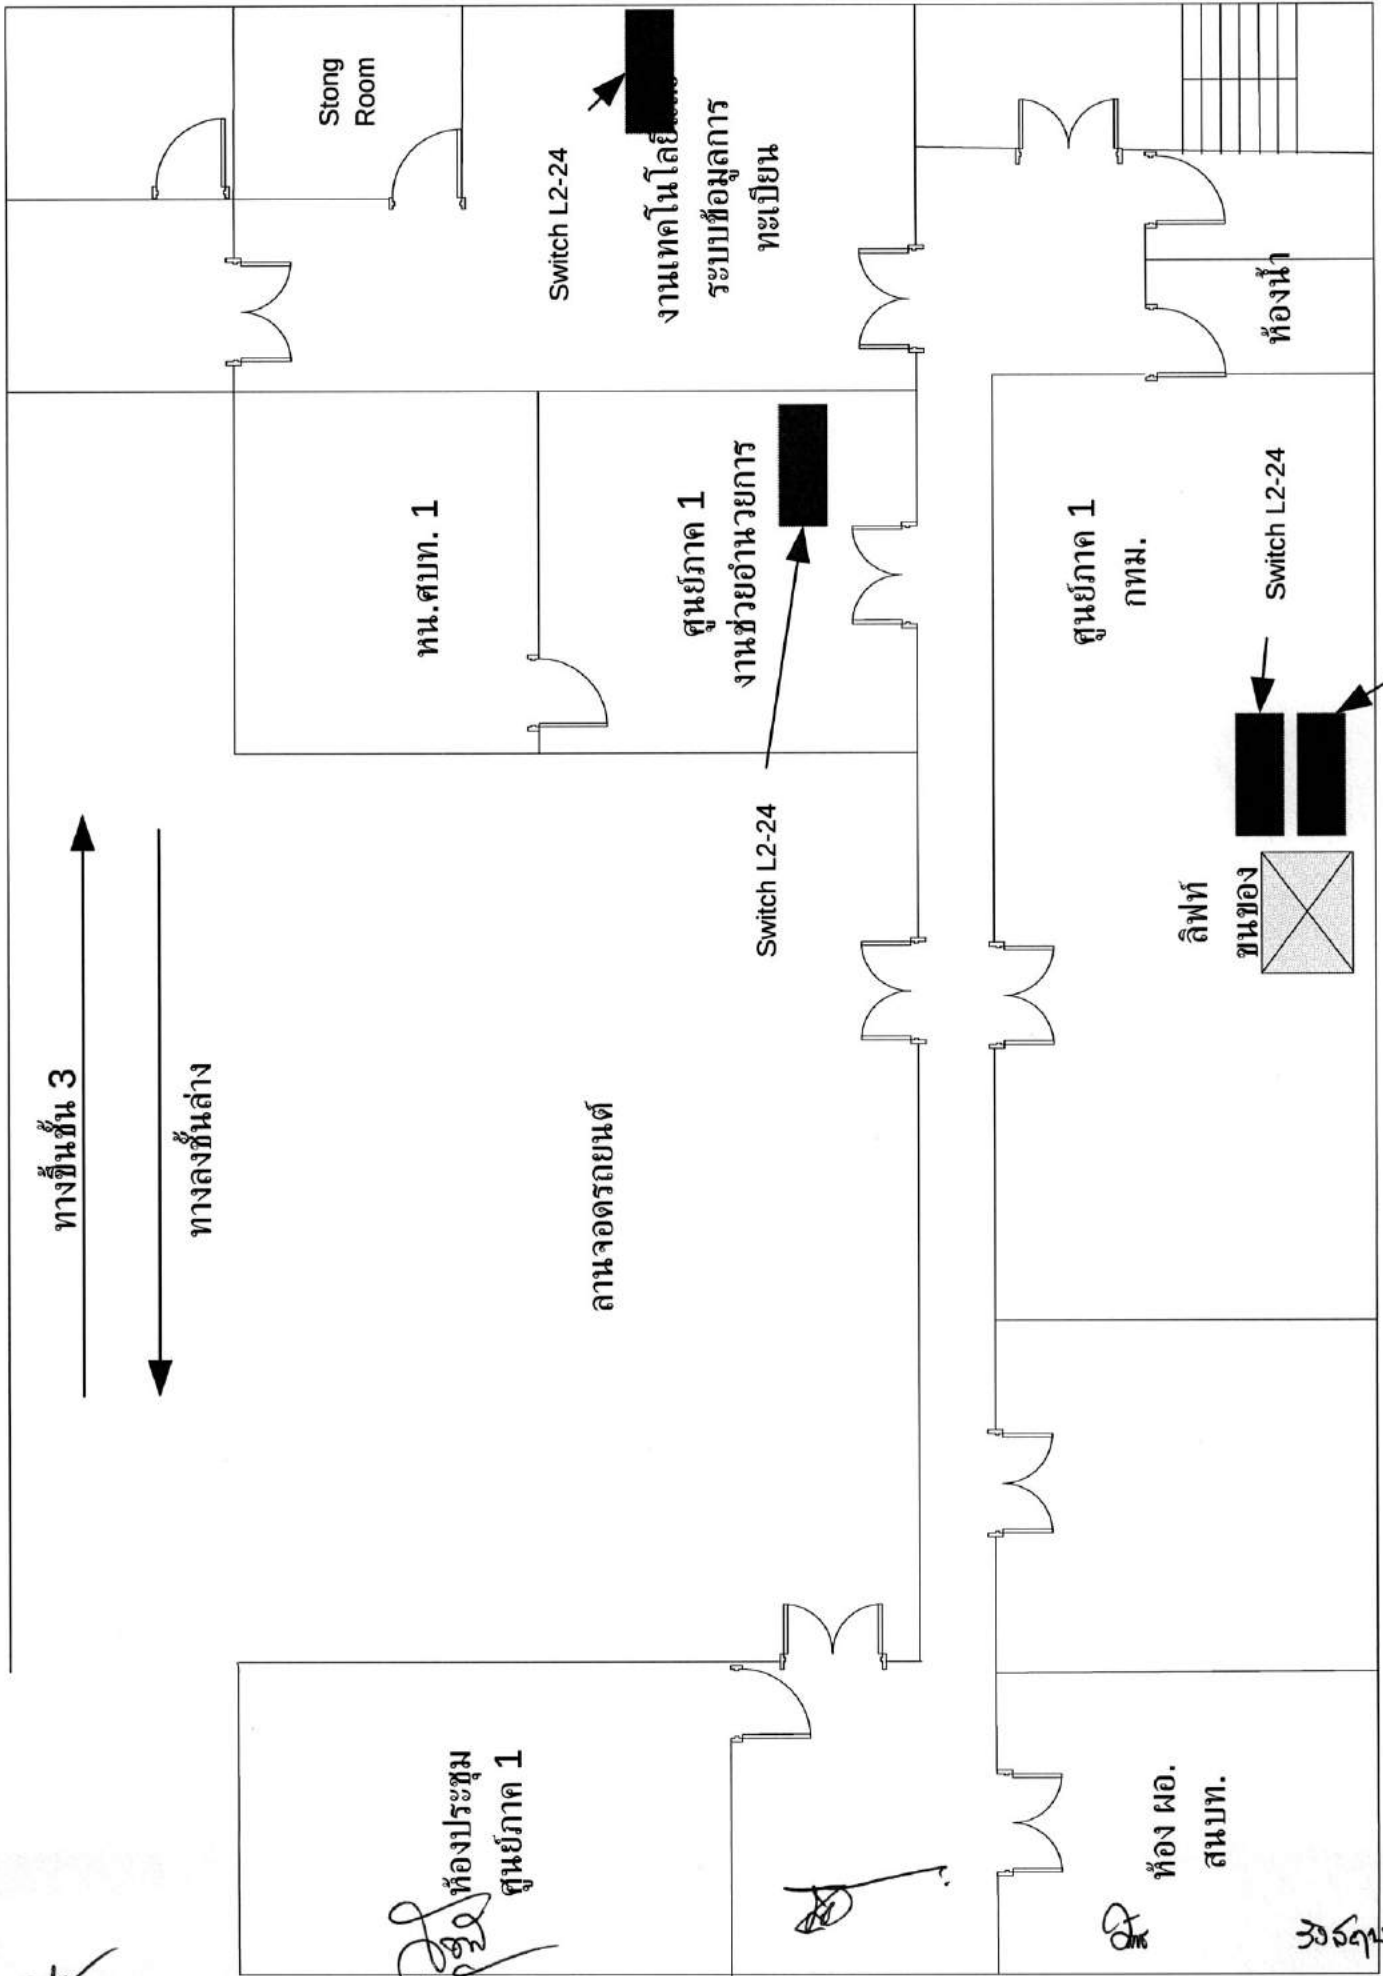 ทางขึ้นชั้น 3
ทางลงชั้นล่าง
Stong
Room
Switch L2-24
งานเทคโนโลยีและ
ระบบข้อมูลการ
ทะเบียน
หน.ศบท. 1
ศูนย์ภาค 1
งานช่วยอำนวยการ
Switch L2-24
ลานจอดรถยนต์
ห้องน้ำ
ศูนย์ภาค 1
กทม.
Switch L2-24
ลิฟท์
ขนของ
ห้องประชุม
ศูนย์ภาค 1
ห้อง ผอ.
สนบท.